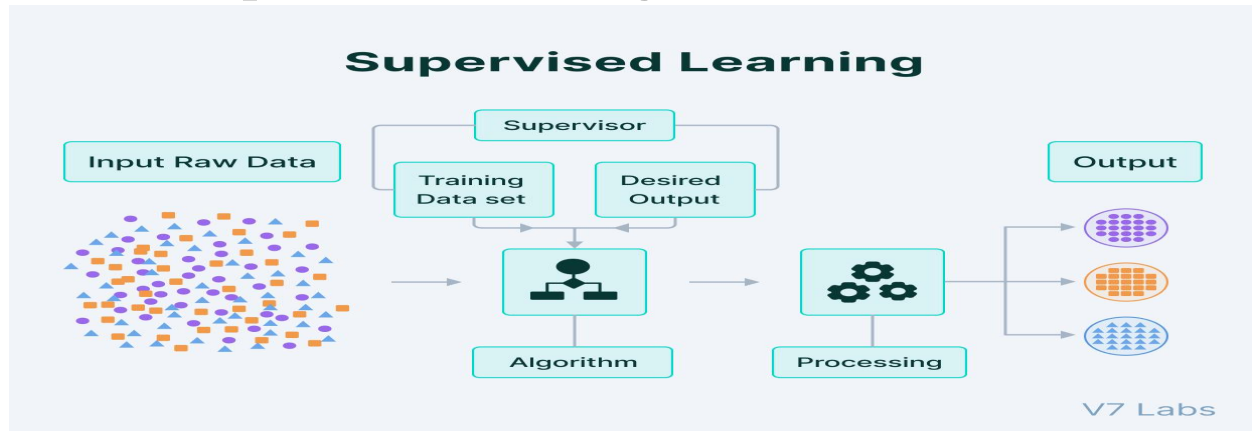 Supervised Learning
Supervisor
Input Raw Data
Training
Data set
Desired
Output
Output
Algorithm
Processing
V7 Labs